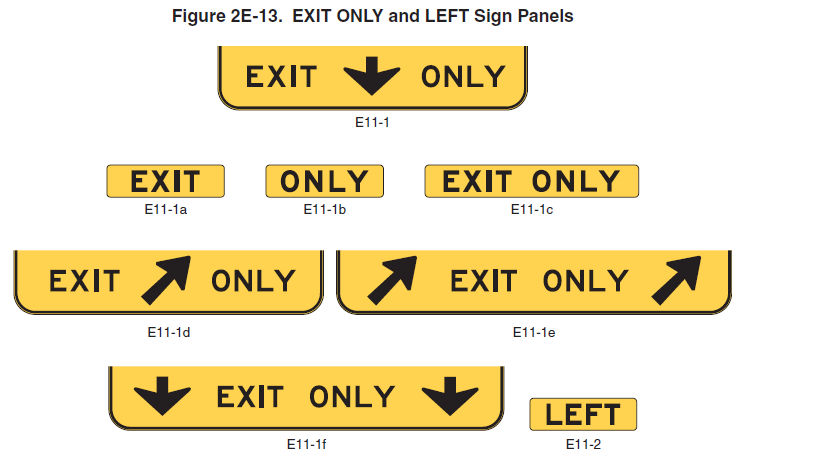 Figure 2E-13. EXIT ONLY and LEFT Sign Panels
EXIT ONLY
E11-1
EXIT
ONLY
EXIT ONLY
E11-1a
E11-1b
E11-1c
EXIT ONLY
EXIT ONLY
E11-1d
E11-1e
EXIT ONLY
LEFT
E11-1f
E11-2